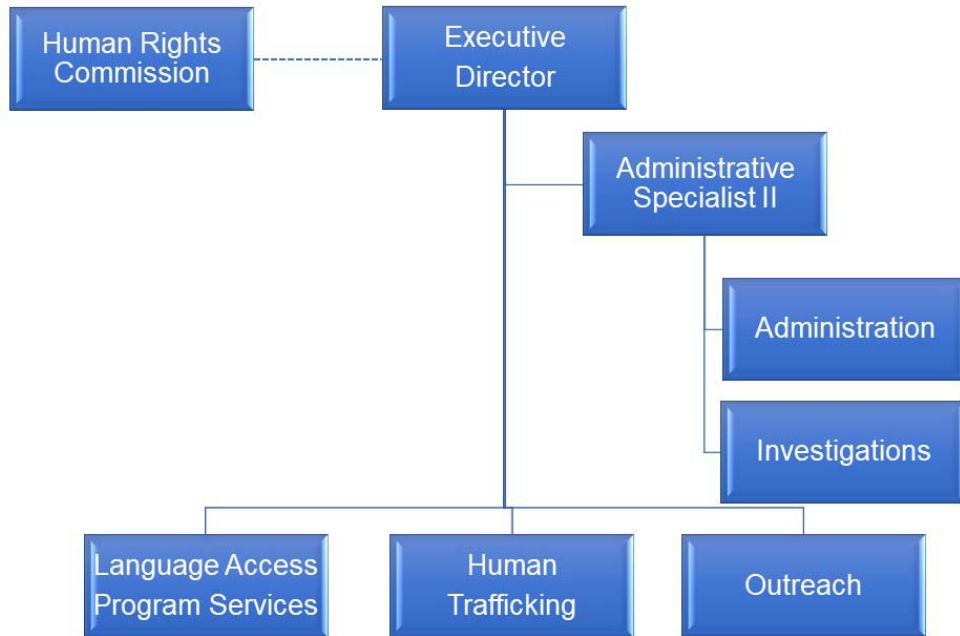 Human Rights
Commission
Executive
Director
Administrative
Specialist II
Administration
Investigations
Language Access
Program Services
Human
Trafficking
Outreach